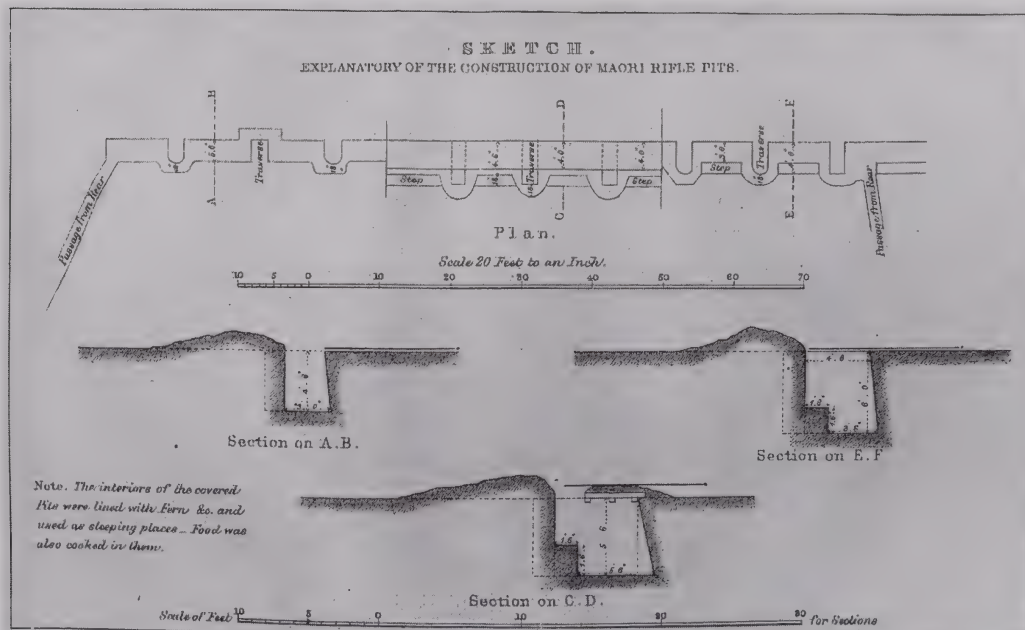 SKETCH.
EXPLANATORY OF THE CONSTRUCTION OF MAORI RIFLE PITS.
B
D
E
Passage from Rear
Traverse
Step
Traverse
Step
Step
Traverse
Passage from Rear
A
C
E
Plan.
Scale 20 Feet to an Inch.
10 5 0 10 20 30 40 50 60 70
Section on A.B.
Section on E.F
Note. The interiors of the covered
Pits were lined with Fern &c. and
used as sleeping places _ Food was
also cooked in them.
Section on C.D.
Scale of Feet 10 5 0 10 20 30 for Sections